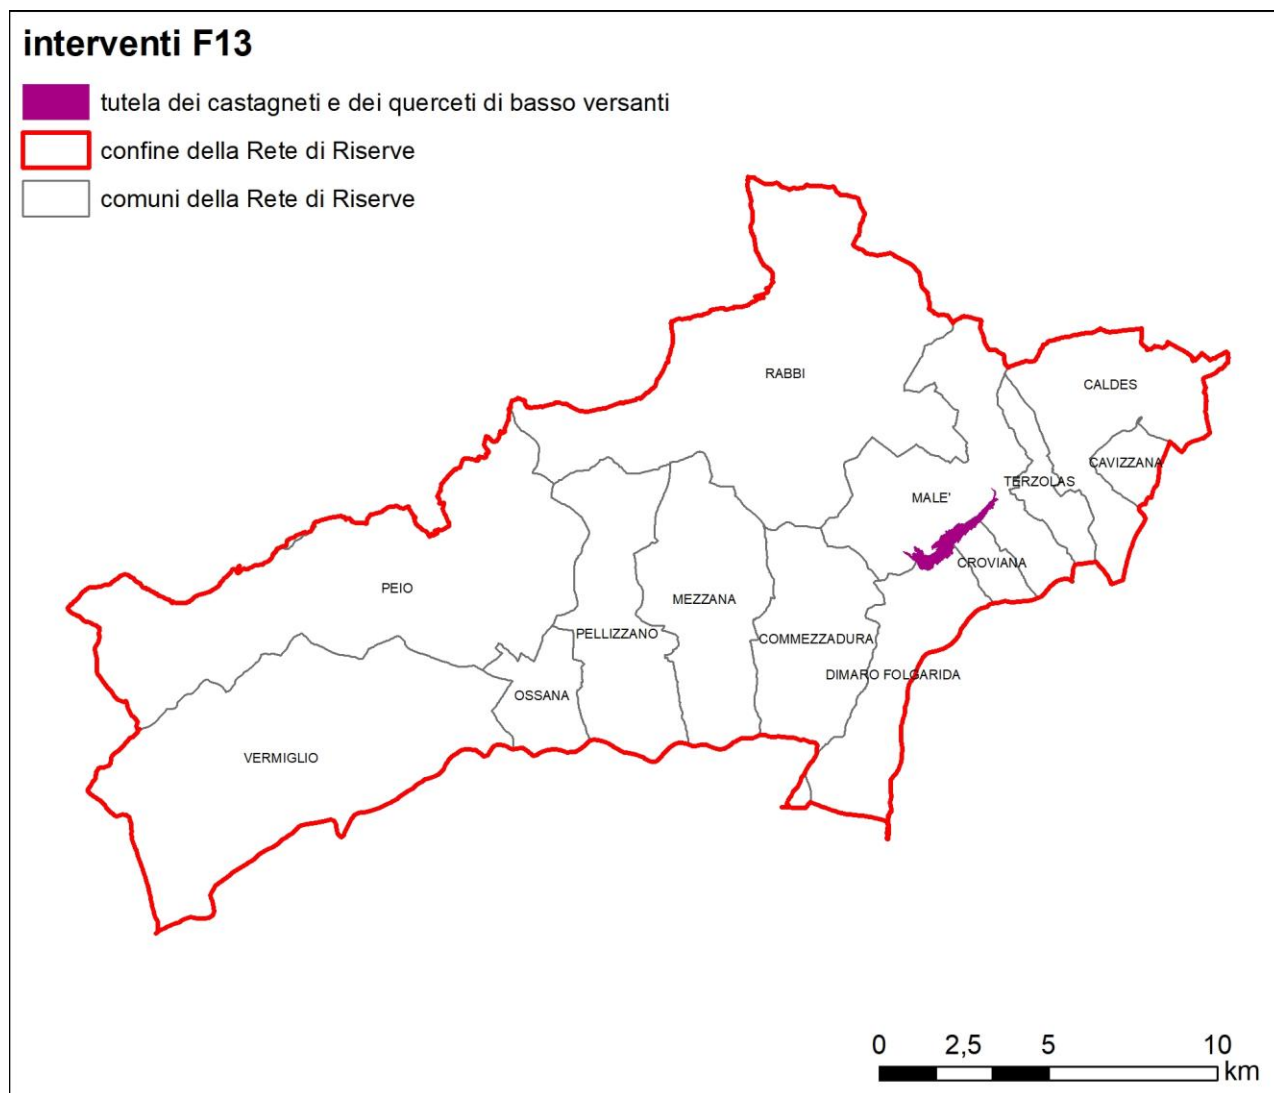 interventi F13
tutela dei castagneti e dei querceti di basso versanti
confine della Rete di Riserve
comuni della Rete di Riserve
RABBI
CALDES
CAVIZZANA
TERZOLAS
MALE'
CROVIANA
PEIO
MEZZANA
PELLIZZANO
COMMEZZADURA
DIMARO FOLGARIDA
OSSANA
VERMIGLIO
0 2,5 5 10
km